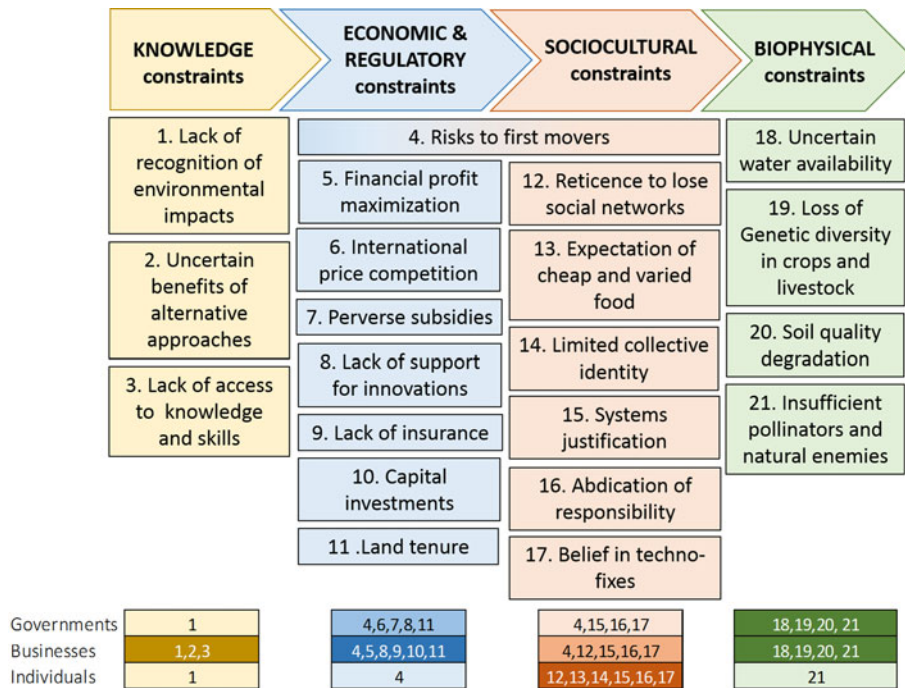 KNOWLEDGE
constraints
ECONOMIC &
REGULATORY
constraints
SOCIOCULTURAL
constraints
BIOPHYSICAL
constraints
1. Lack of
recognition of
environmental
impacts
2. Uncertain
benefits of
alternative
approaches
3. Lack of access
to knowledge
and skills
4. Risks to first movers
5. Financial profit
maximization
6. International
price competition
7. Perverse subsidies
8. Lack of support
for innovations
9. Lack of insurance
10. Capital
investments
11 .Land tenure
12. Reticence to lose
social networks
13. Expectation of
cheap and varied
food
14. Limited collective
identity
15. Systems
justification
16. Abdication of
responsibility
17. Belief in techno-
fixes
18. Uncertain
water availability
19. Loss of
Genetic diversity
in crops and
livestock
20. Soil quality
degradation
21. Insufficient
pollinators and
natural enemies
Governments 1 4,6,7,8,11 4,15,16,17 18,19,20, 21
Businesses 1,2,3 4,5,8,9,10,11 4,12,15,16,17 18,19,20, 21
Individuals 1 4 12,13,14,15,16,17 21